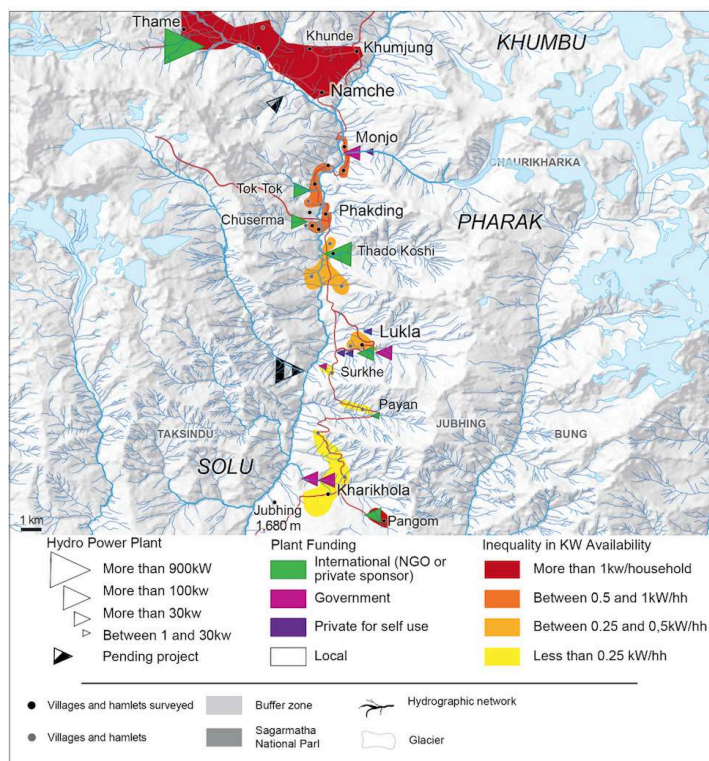 Thame
Khunde
Khumjung
KHUMBU
Namche
Monjo
CHAURIKHARKA
Tok Tok
Phakding
Chuserma
PHARAK
Thado Koshi
Lukla
Surkhe
Payan
JUBHING
TAKSINDU
BUNG
SOLU
Kharikhola
Jubhing
1,680 m
Pangom
1 km
Hydro Power Plant
More than 900kW
More than 100kw
More than 30kw
Between 1 and 30kw
Pending project
Plant Funding
International (NGO or
private sponsor)
Government
Private for self use
Local
Inequality in KW Availability
More than 1kw/household
Between 0.5 and 1kW/hh
Between 0.25 and 0,5kW/hh
Less than 0.25 kW/hh
Villages and hamlets surveyed
Villages and hamlets
Buffer zone
Sagarmatha
National Parl
Hydrographic network
Glacier